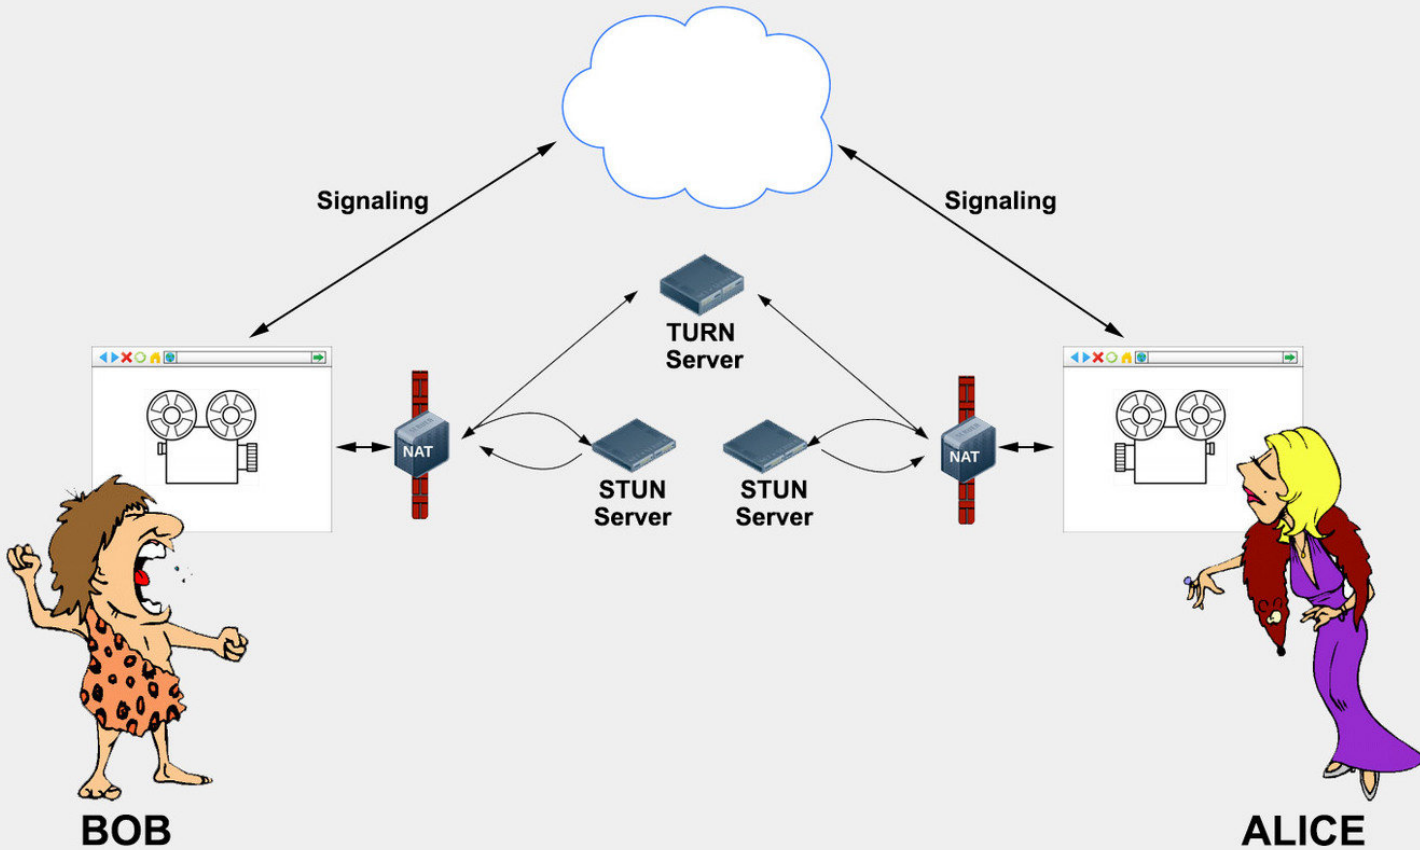 Signaling
Signaling
TURN
Server
NAT
NAT
STUN
Server
STUN
Server
BOB
ALICE